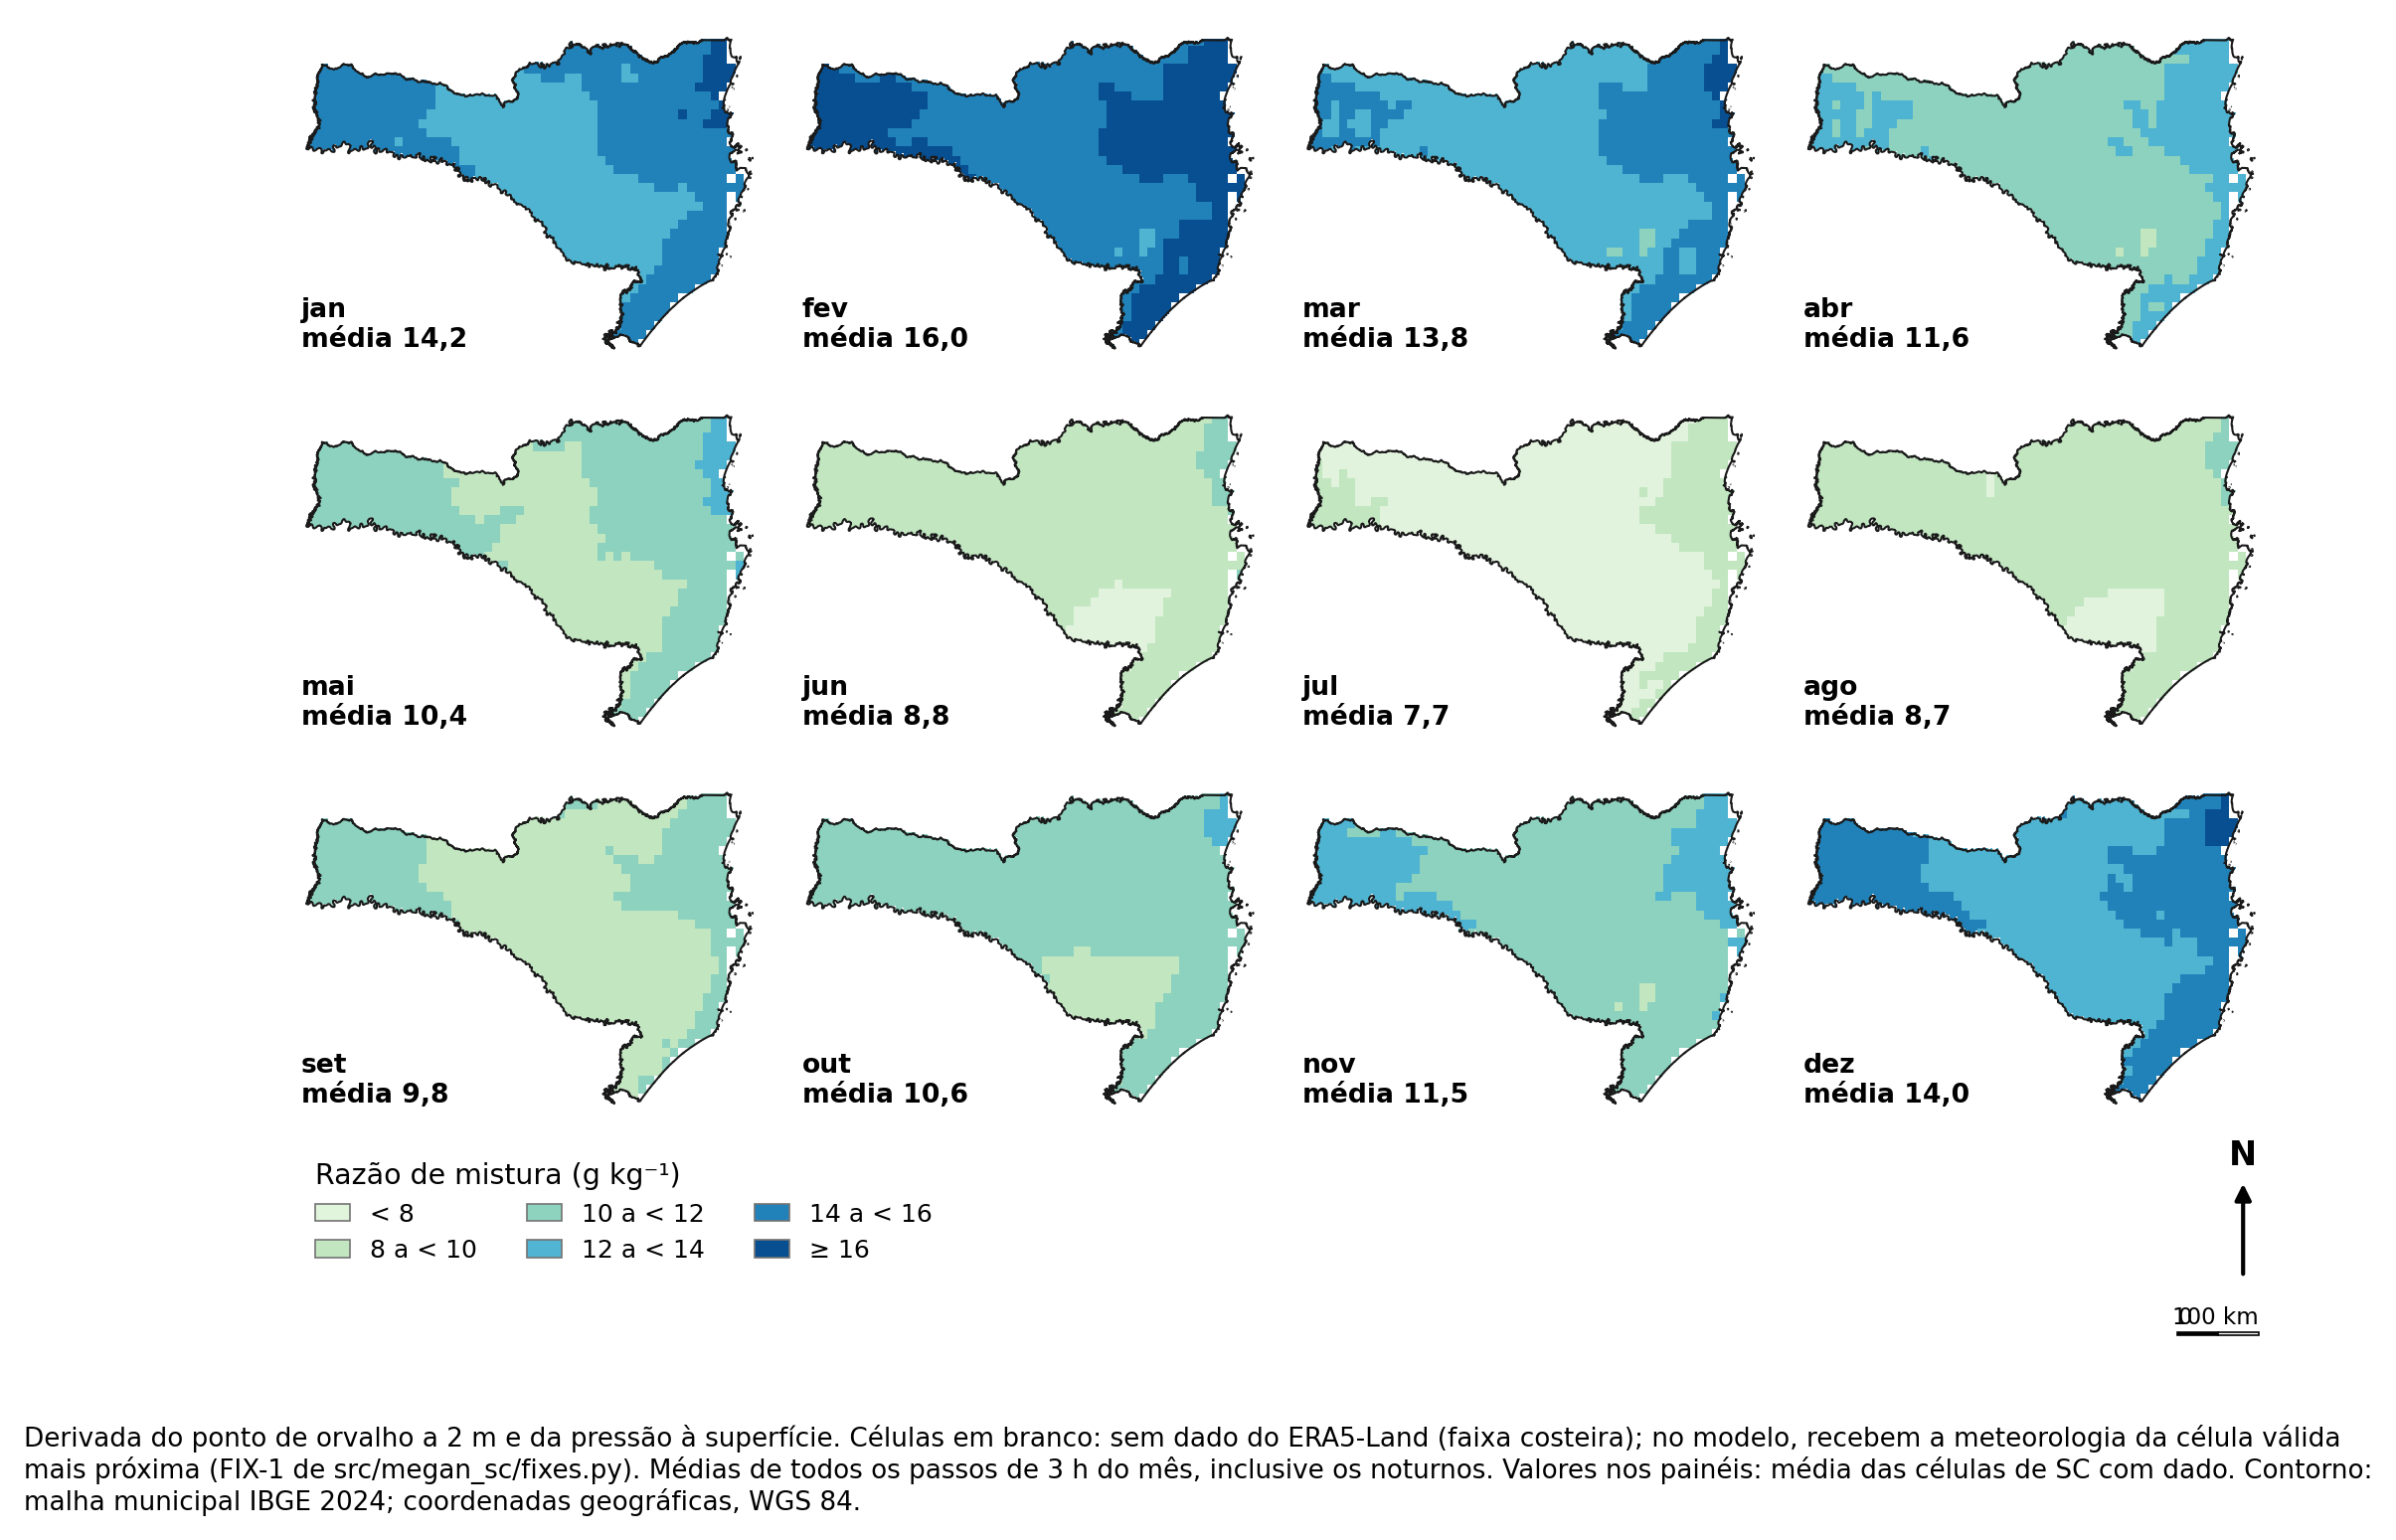 jan
média 14,2
fev
média 16,0
mar
média 13,8
abr
média 11,6
mai
média 10,4
jun
média 8,8
jul
média 7,7
ago
média 8,7
set
média 9,8
out
média 10,6
nov
média 11,5
dez
média 14,0
Razão de mistura (g kg⁻¹)
< 8
8 a < 10
10 a < 12
12 a < 14
14 a < 16
≥ 16
N
0
100 km
Derivada do ponto de orvalho a 2 m e da pressão à superfície. Células em branco: sem dado do ERA5-Land (faixa costeira); no modelo, recebem a meteorologia da célula válida
mais próxima (FIX-1 de src/megan_sc/fixes.py). Médias de todos os passos de 3 h do mês, inclusive os noturnos. Valores nos painéis: média das células de SC com dado. Contorno:
malha municipal IBGE 2024; coordenadas geográficas, WGS 84.